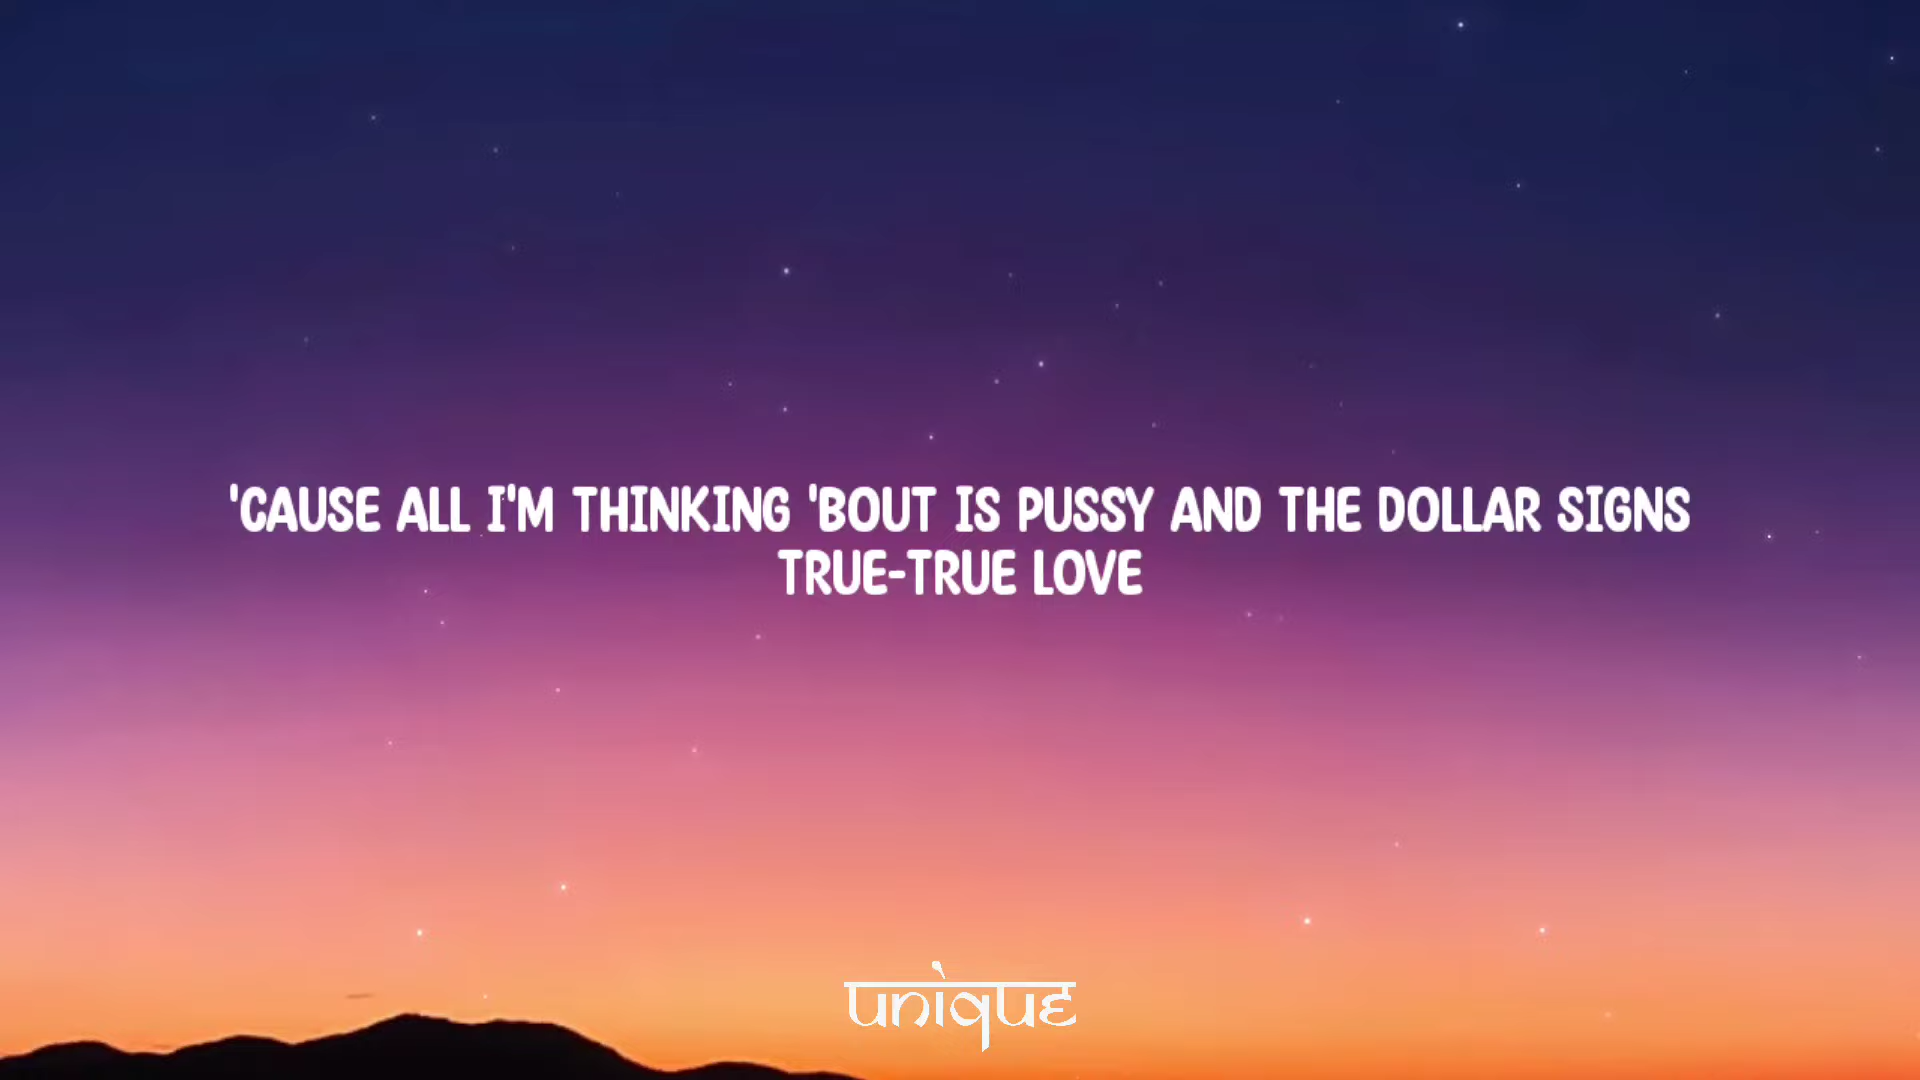 'CAUSE ALL I'M THINKING 'BOUT IS PUSSY AND THE DOLLAR SIGNS
TRUE-TRUE LOVE
UNIQUE